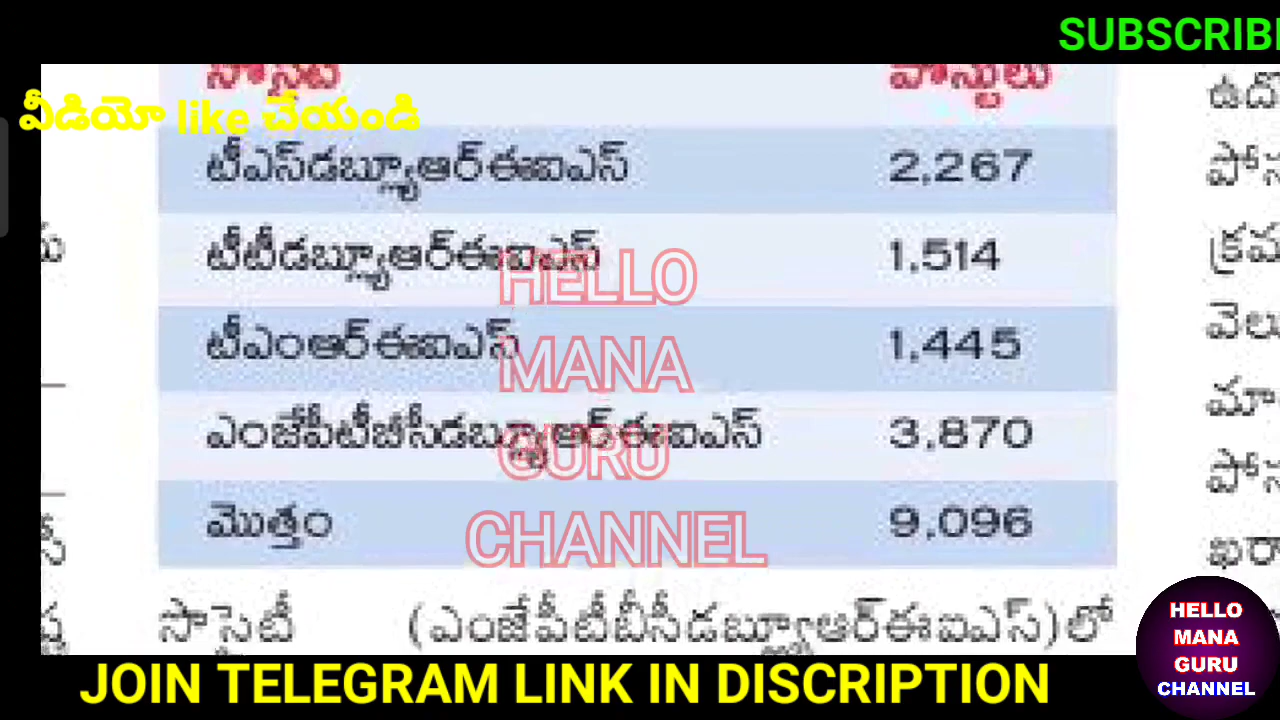 SUBSCRIBE
సొసైటీ పోస్టులు
వీడియో like చేయండి
టీఎస్‌డబ్ల్యూఆర్‌ఈఐఎస్ 2,267
టీటీడబ్ల్యూఆర్‌ఈఐఎస్ 1,514
టీఎంఆర్‌ఈఐఎస్ 1,445
ఎంజేపీటీబీసీడబ్ల్యూఆర్‌ఈఐఎస్ 3,870
మొత్తం 9,096
సొసైటీ (ఎంజేపీటీబీసీడబ్ల్యూఆర్‌ఈఐఎస్)లో
HELLO
MANA
GURU
CHANNEL
JOIN TELEGRAM LINK IN DISCRIPTION
HELLO
MANA
GURU
CHANNEL